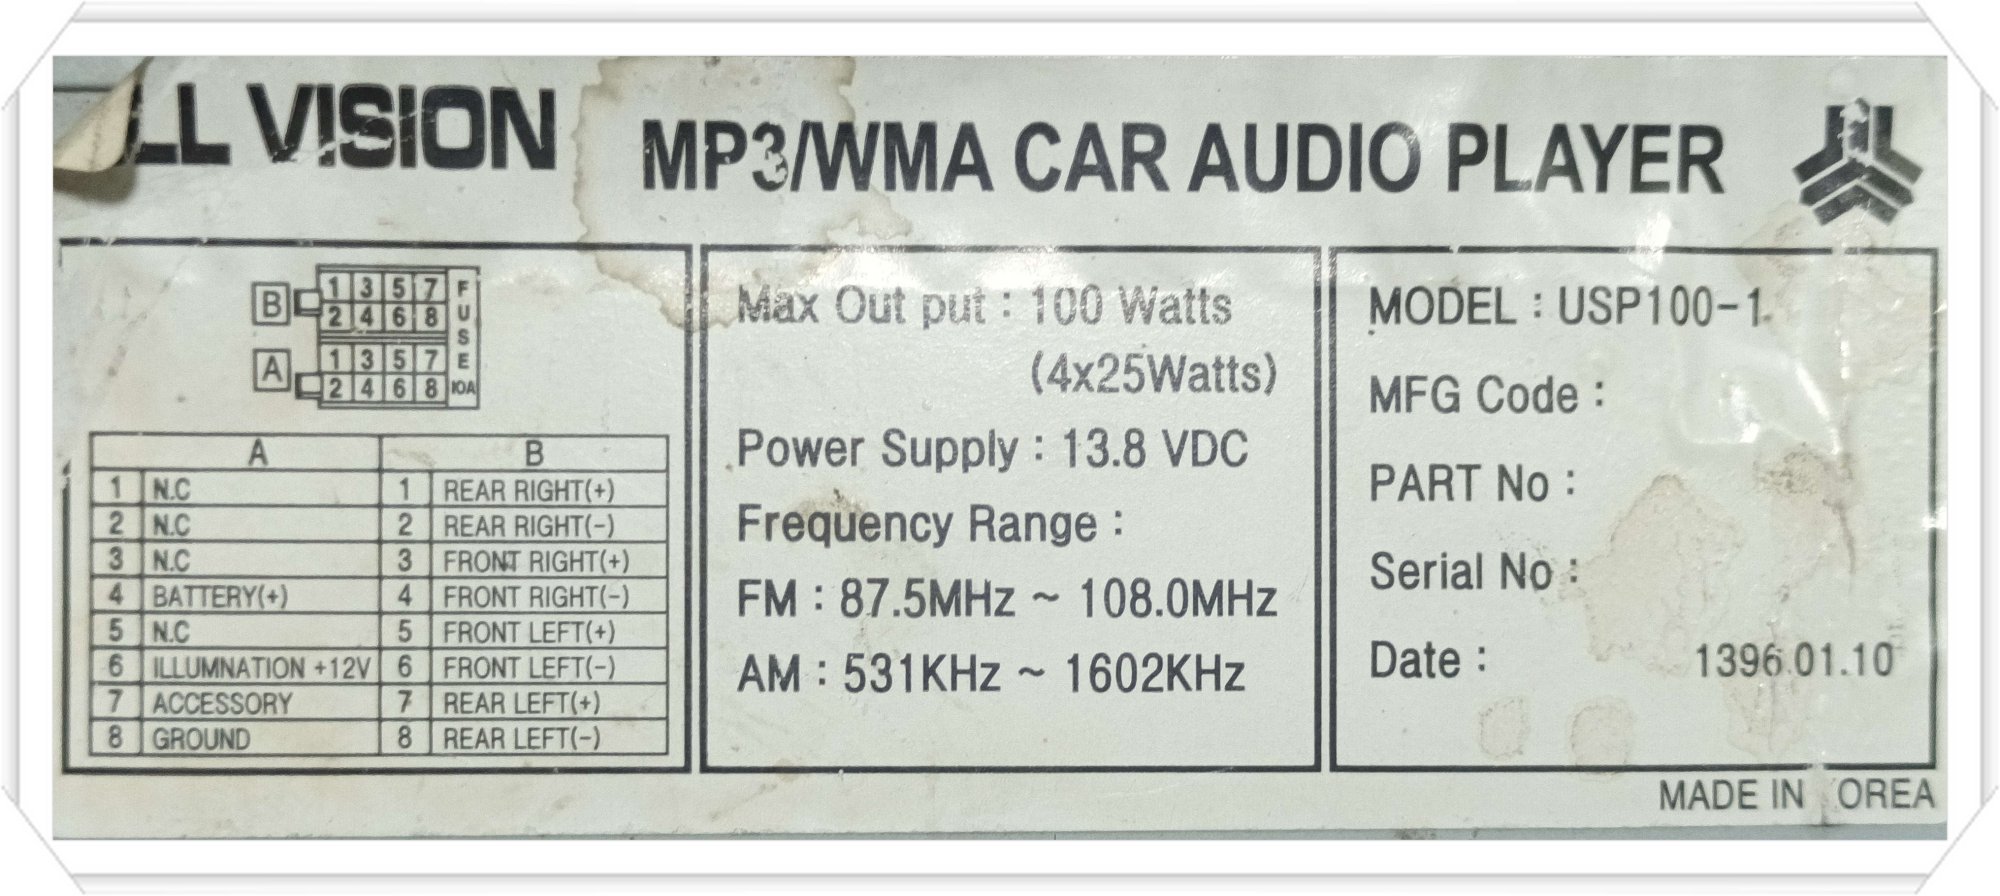 LL VISION
MP3/WMA CAR AUDIO PLAYER
B 1 3 5 7
2 4 6 8
A 1 3 5 7
2 4 6 8
FUSE 10A
A B
1 N.C 1 REAR RIGHT(+)
2 N.C 2 REAR RIGHT(-)
3 N.C 3 FRONT RIGHT(+)
4 BATTERY(+) 4 FRONT RIGHT(-)
5 N.C 5 FRONT LEFT(+)
6 ILLUMNATION +12V 6 FRONT LEFT(-)
7 ACCESSORY 7 REAR LEFT(+)
8 GROUND 8 REAR LEFT(-)
Max Out put : 100 Watts
(4x25Watts)
Power Supply : 13.8 VDC
Frequency Range :
FM : 87.5MHz ~ 108.0MHz
AM : 531KHz ~ 1602KHz
MODEL : USP100-1
MFG Code :
PART No :
Serial No :
Date : 1396.01.10
MADE IN OREA